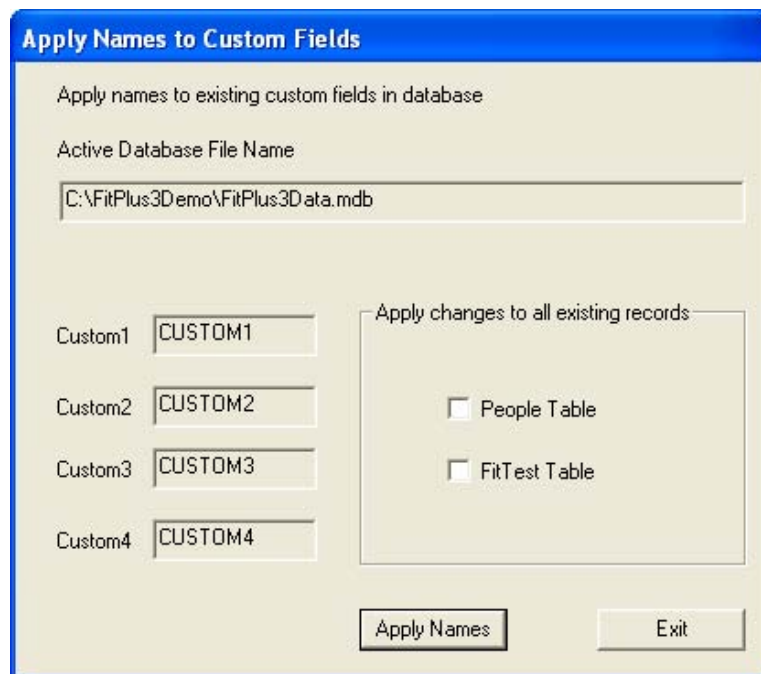 Apply Names to Custom Fields
Apply names to existing custom fields in database
Active Database File Name
C:\FitPlus3Demo\FitPlus3Data.mdb
Custom1 CUSTOM1
Custom2 CUSTOM2
Custom3 CUSTOM3
Custom4 CUSTOM4
Apply changes to all existing records
People Table
FitTest Table
Apply Names
Exit